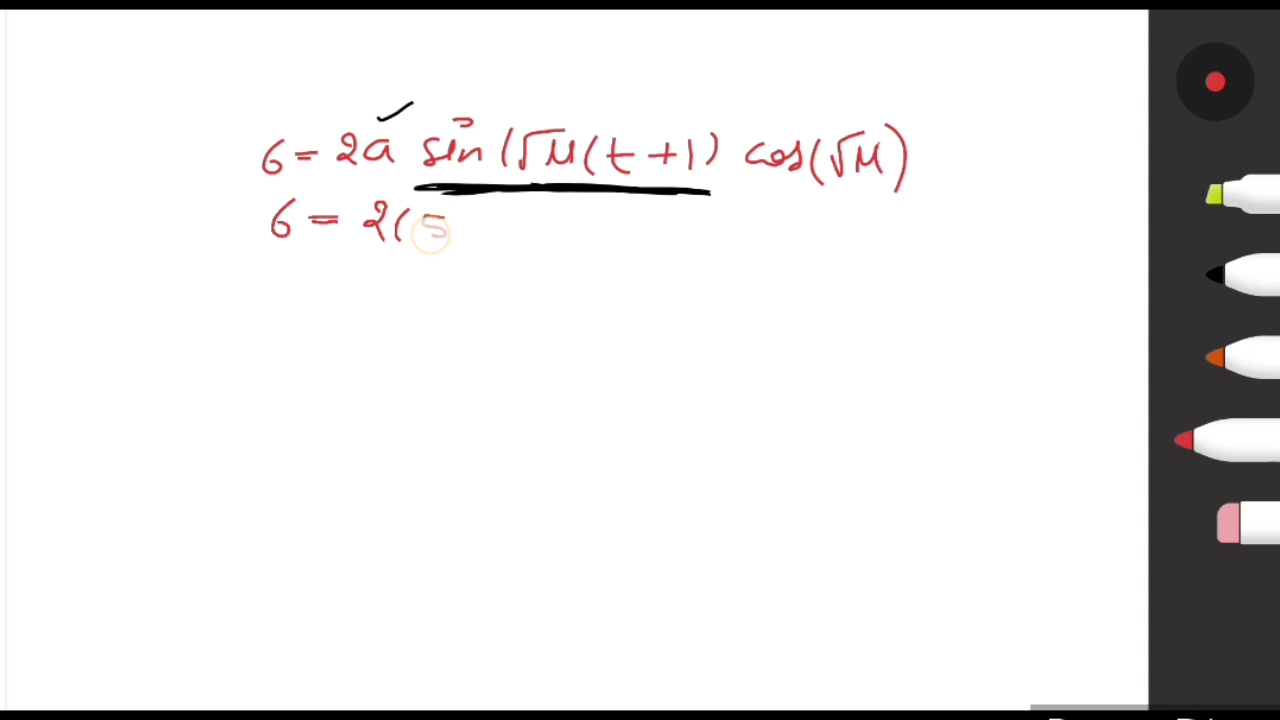 6 = 2a sin(√μ(t+1) cos(√μ)
6 = 2( 5